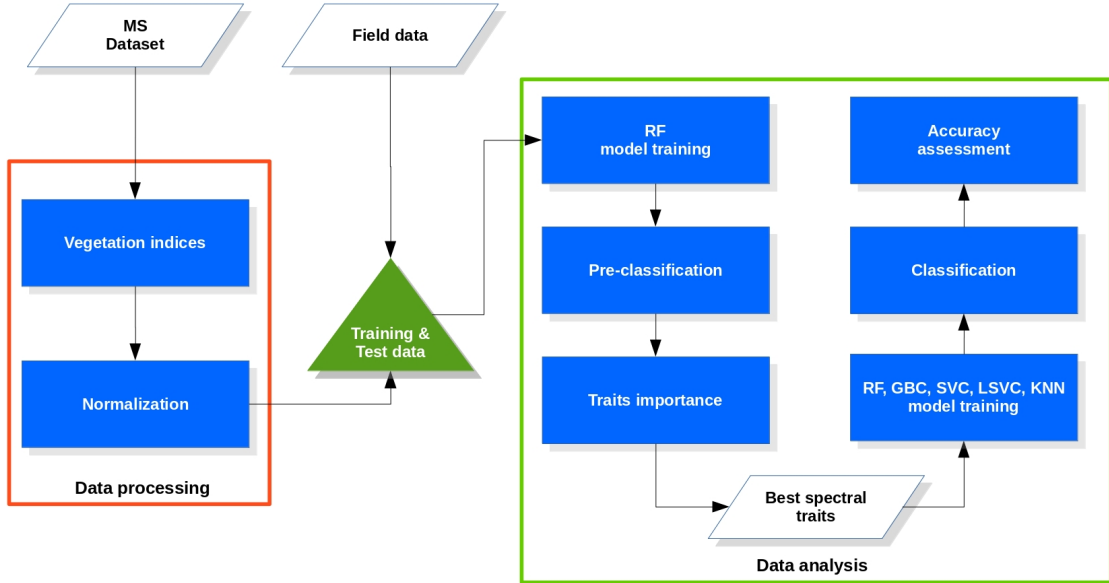 MS
Dataset
Field data
Vegetation indices
Normalization
Data processing
Training &
Test data
RF
model training
Pre-classification
Traits importance
Best spectral
traits
RF, GBC, SVC, LSVC, KNN
model training
Classification
Accuracy
assessment
Data analysis